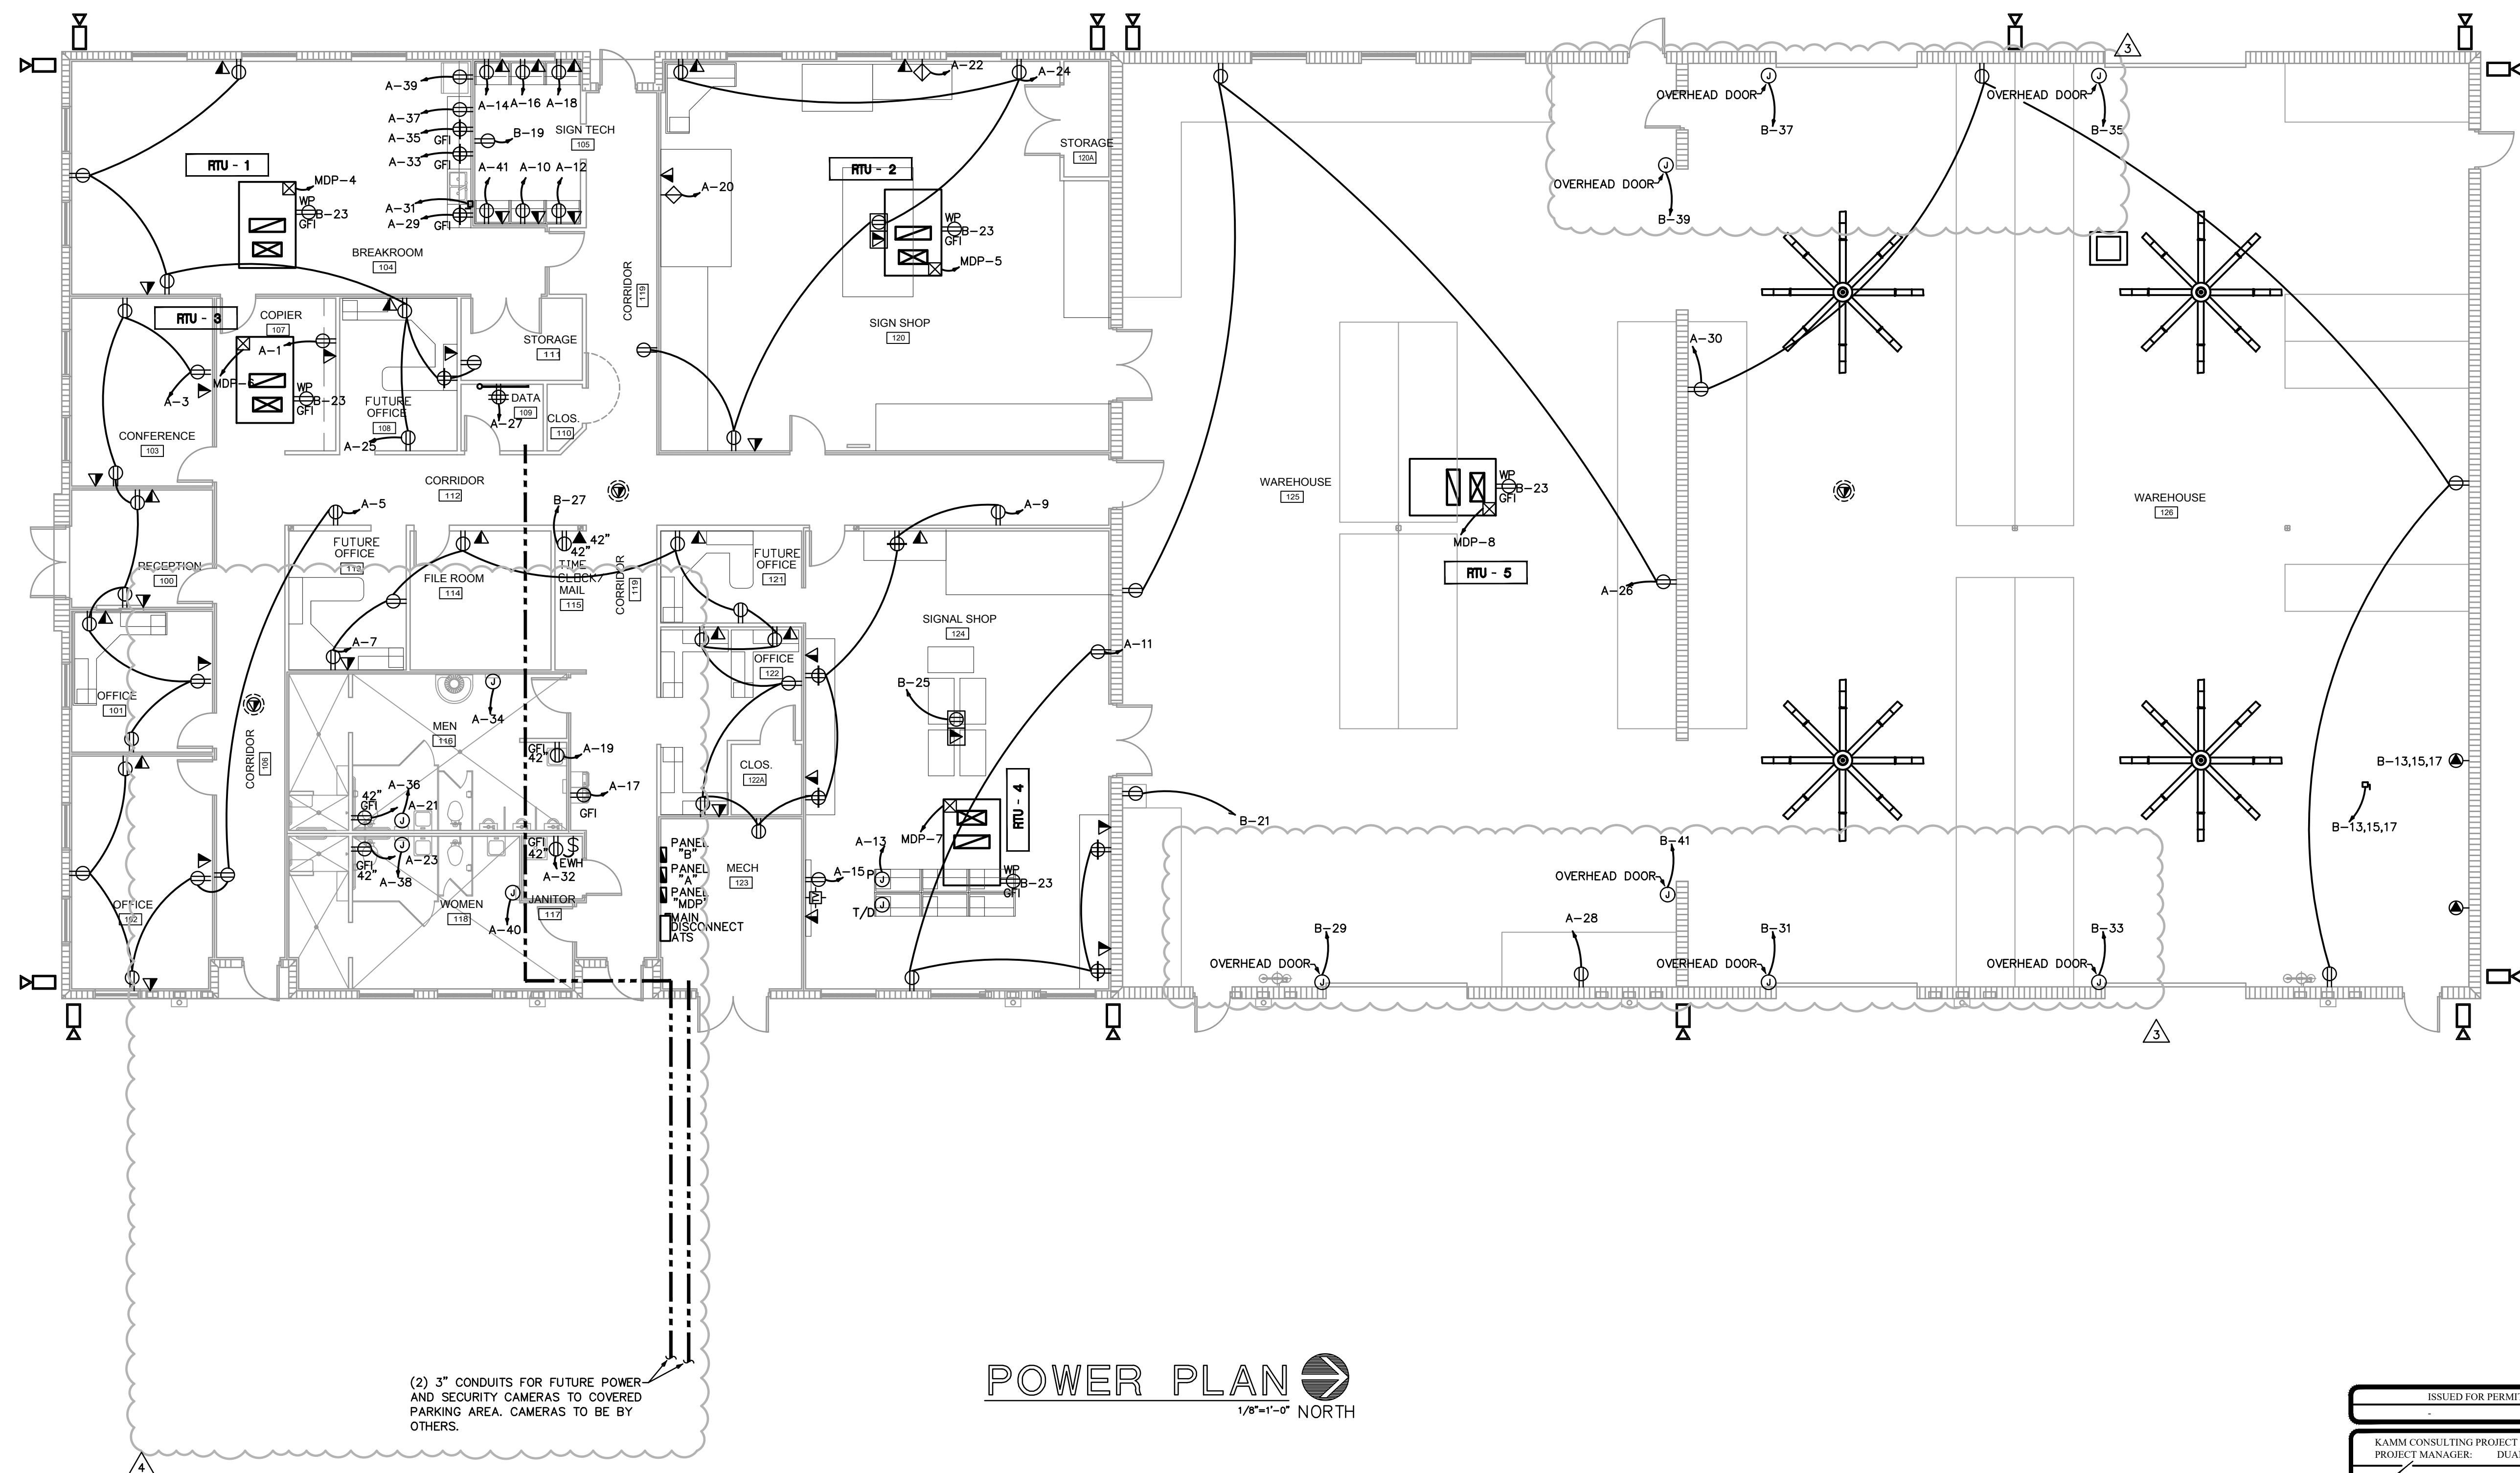 3
A-39
A-37
A-35
GFI
A-33
GFI
A-31
A-29
GFI
A-14
A-16
A-18
B-19
SIGN TECH
105
A-41
A-10
A-12
A-22
A-24
A-20
STORAGE
120A
OVERHEAD DOOR
B-37
OVERHEAD DOOR
B-35
OVERHEAD DOOR
B-39
RTU - 1
MDP-4
WP
B-23
GFI
BREAKROOM
104
RTU - 2
WP
B-23
GFI
MDP-5
CORRIDOR
119
SIGN SHOP
120
RTU - 3
COPIER
107
A-1
MDP-6
WP
B-23
GFI
A-3
CONFERENCE
103
FUTURE
OFFICE
108
A-25
STORAGE
111
DATA
109
A-27
CLOS.
110
A-30
CORRIDOR
112
A-5
B-27
42"
42"
TIME
CLOCK/
MAIL
115
A-9
WAREHOUSE
125
WP
B-23
GFI
MDP-8
RTU - 5
A-26
WAREHOUSE
126
RECEPTION
100
FUTURE
OFFICE
113
FILE ROOM
114
CORRIDOR
119
FUTURE
OFFICE
121
SIGNAL SHOP
124
A-7
A-11
OFFICE
122
B-25
OFFICE
101
CORRIDOR
106
MEN
116
A-34
GFI
42"
A-19
A-17
GFI
A-36
42"
GFI
A-21
A-23
GFI
42"
A-38
GFI
42"
$
EWH
A-32
CLOS.
122A
RTU - 4
MDP-7
WP
B-23
GFI
A-13
P
A-15
T/D
PANEL
"B"
PANEL
"A"
PANEL
"MDP"
MAIN
DISCONNECT
ATS
MECH
123
OFFICE
102
WOMEN
118
JANITOR
117
A-40
B-21
B-13,15,17
B-13,15,17
B-41
OVERHEAD DOOR
A-28
B-29
OVERHEAD DOOR
B-31
OVERHEAD DOOR
B-33
OVERHEAD DOOR
3
J
J
J
J
J
J
J
J
J
J
J
J
J
(2) 3" CONDUITS FOR FUTURE POWER
AND SECURITY CAMERAS TO COVERED
PARKING AREA. CAMERAS TO BE BY
OTHERS.
4
POWER PLAN
1/8"=1'-0"
NORTH
ISSUED FOR PERMIT
-
KAMM CONSULTING PROJECT
PROJECT MANAGER: